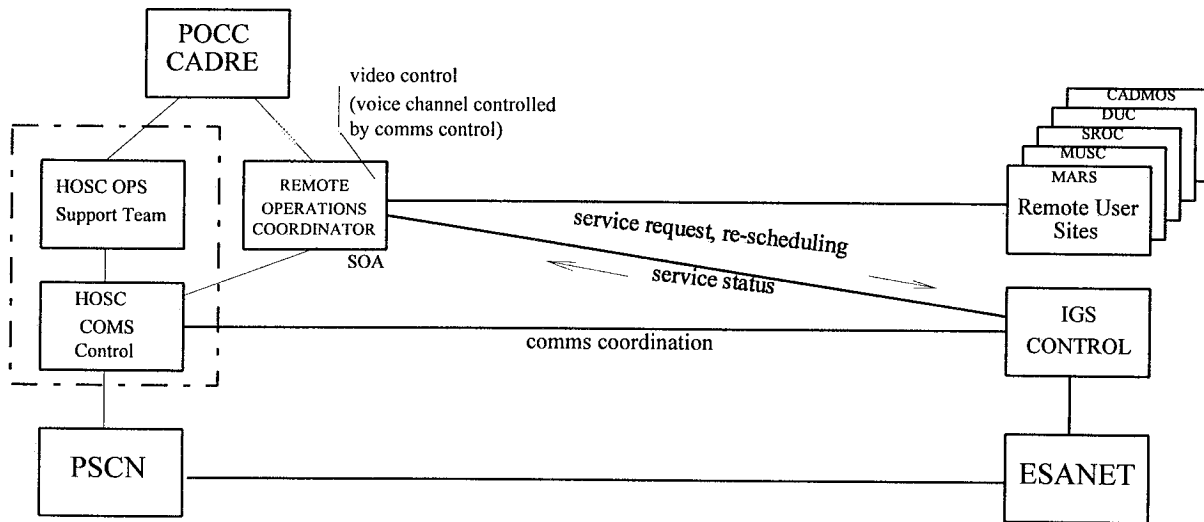 POCC
CADRE
video control
(voice channel controlled
by comms control)
CADMOS
DUC
SROC
MUSC
MARS
Remote User
Sites
HOSC OPS
Support Team
REMOTE
OPERATIONS
COORDINATOR
SOA
service request, re-scheduling
service status
HOSC
COMS
Control
comms coordination
IGS
CONTROL
PSCN
ESANET